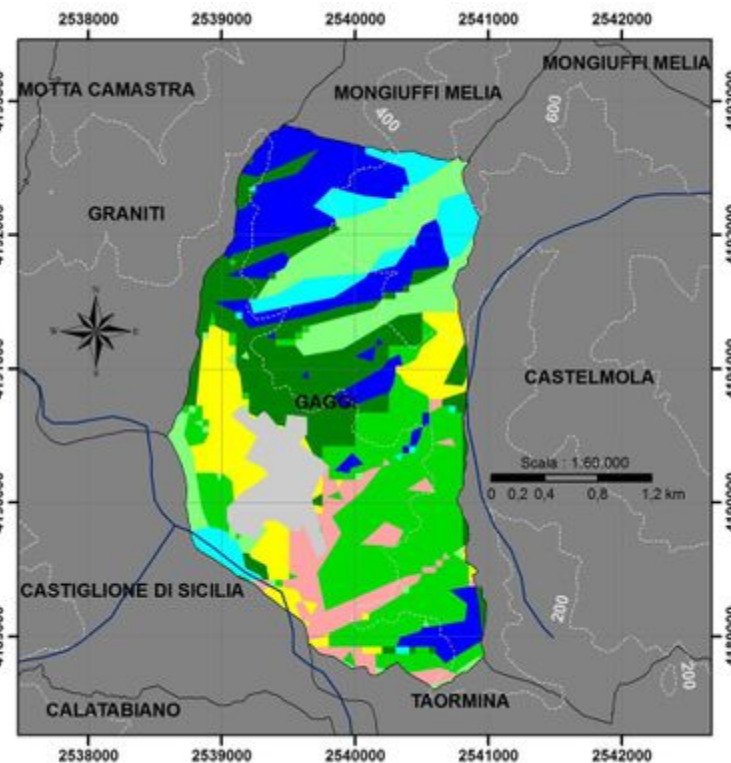 2538000 2539000 2540000 2541000 2542000
MONGIUFFI MELIA
MOTTA CAMASTRA
MONGIUFFI MELIA
400
600
GRANITI
4192000 4192000
N
CASTELMOLA
GAGGI
Scala : 1:60.000
0 0,2 0,4 0,8 1,2 km
CASTIGLIONE DI SICILIA
200
200
TAORMINA
CALATABIANO
2538000 2539000 2540000 2541000 2542000